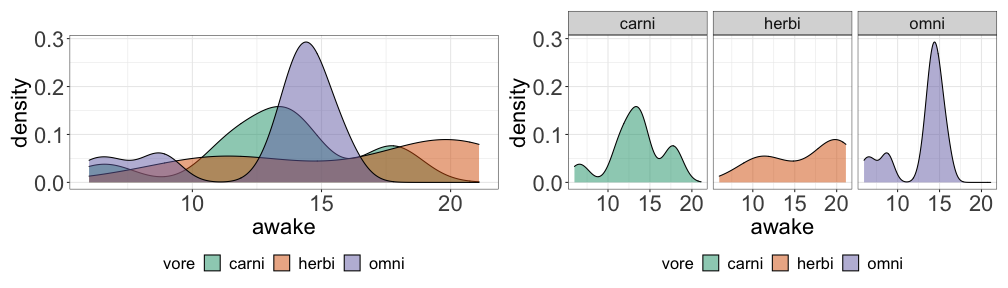 0.3
0.2
0.1
0.0
density
10 15 20
awake
vore carni herbi omni
carni herbi omni
0.3
0.2
0.1
0.0
density
10 15 20 10 15 20 10 15 20
awake
vore carni herbi omni